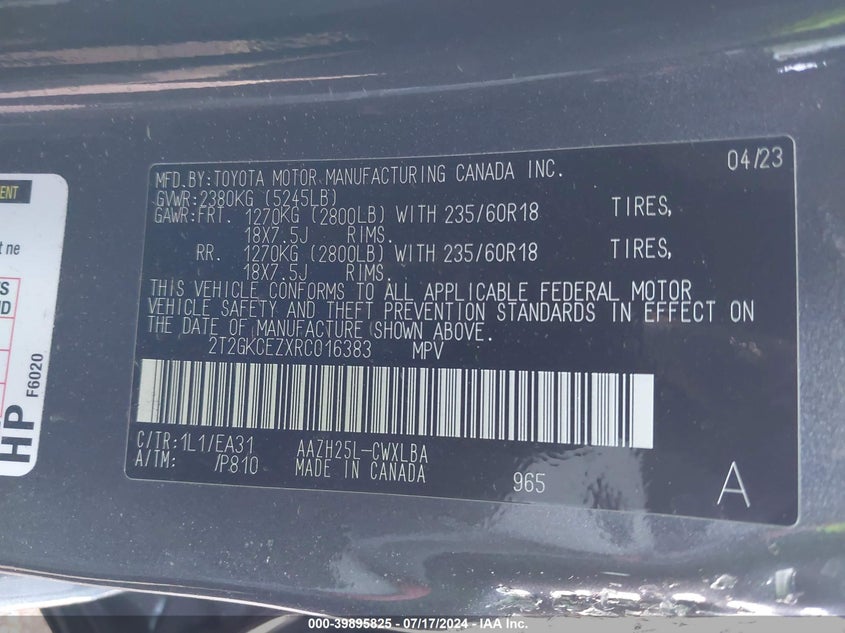 MFD.BY:TOYOTA MOTOR MANUFACTURING CANADA INC. 04/23
GVWR:2380KG (5245LB)
GAWR:FRT. 1270KG (2800LB) WITH 235/60R18 TIRES,
18X7.5J RIMS.
RR. 1270KG (2800LB) WITH 235/60R18 TIRES,
18X7.5J RIMS.
THIS VEHICLE CONFORMS TO ALL APPLICABLE FEDERAL MOTOR
VEHICLE SAFETY AND THEFT PREVENTION STANDARDS IN EFFECT ON
THE DATE OF MANUFACTURE SHOWN ABOVE.
2T2GKCEZXRC016383 MPV
C/TR:1L1/EA31 AAZH25L-CWXLBA
A/TM: /P810 MADE IN CANADA 965 A
t ne
HP
F6020
000-39895825 - 07/17/2024 - IAA Inc.